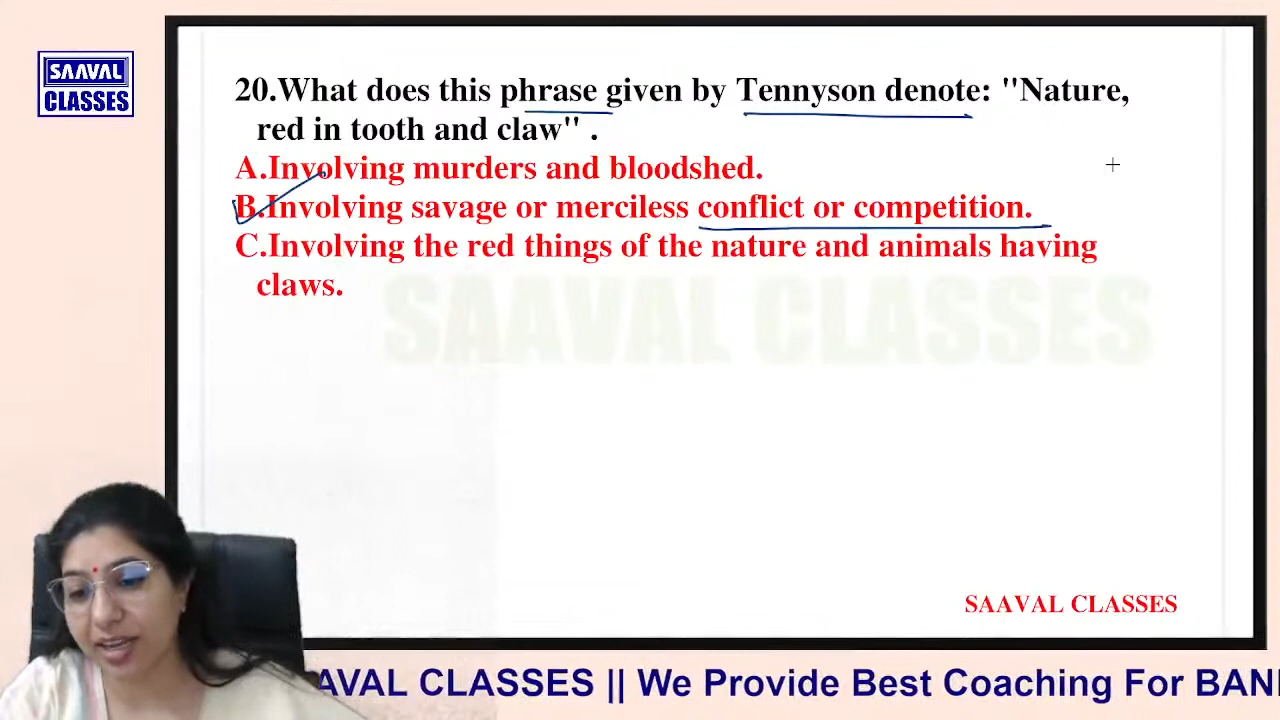 SAAVAL
CLASSES
20.What does this phrase given by Tennyson denote: "Nature,
red in tooth and claw" .
A.Involving murders and bloodshed.
B.Involving savage or merciless conflict or competition.
C.Involving the red things of the nature and animals having
claws.
SAAVAL CLASSES
SAAVAL CLASSES
AVAL CLASSES || We Provide Best Coaching For BAN